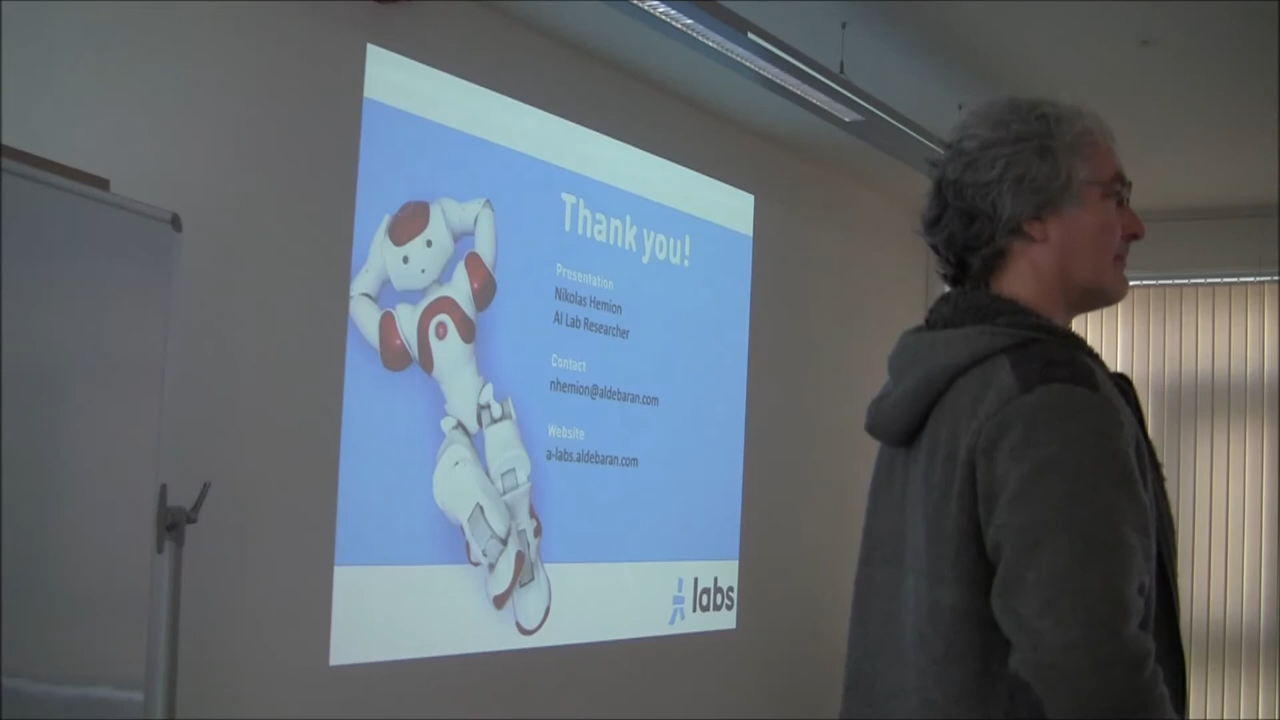 Thank you!
Presentation
Nikolas Hemion
AI Lab Researcher
Contact
nhemion@aldebaran.com
Website
a-labs.aldebaran.com
labs